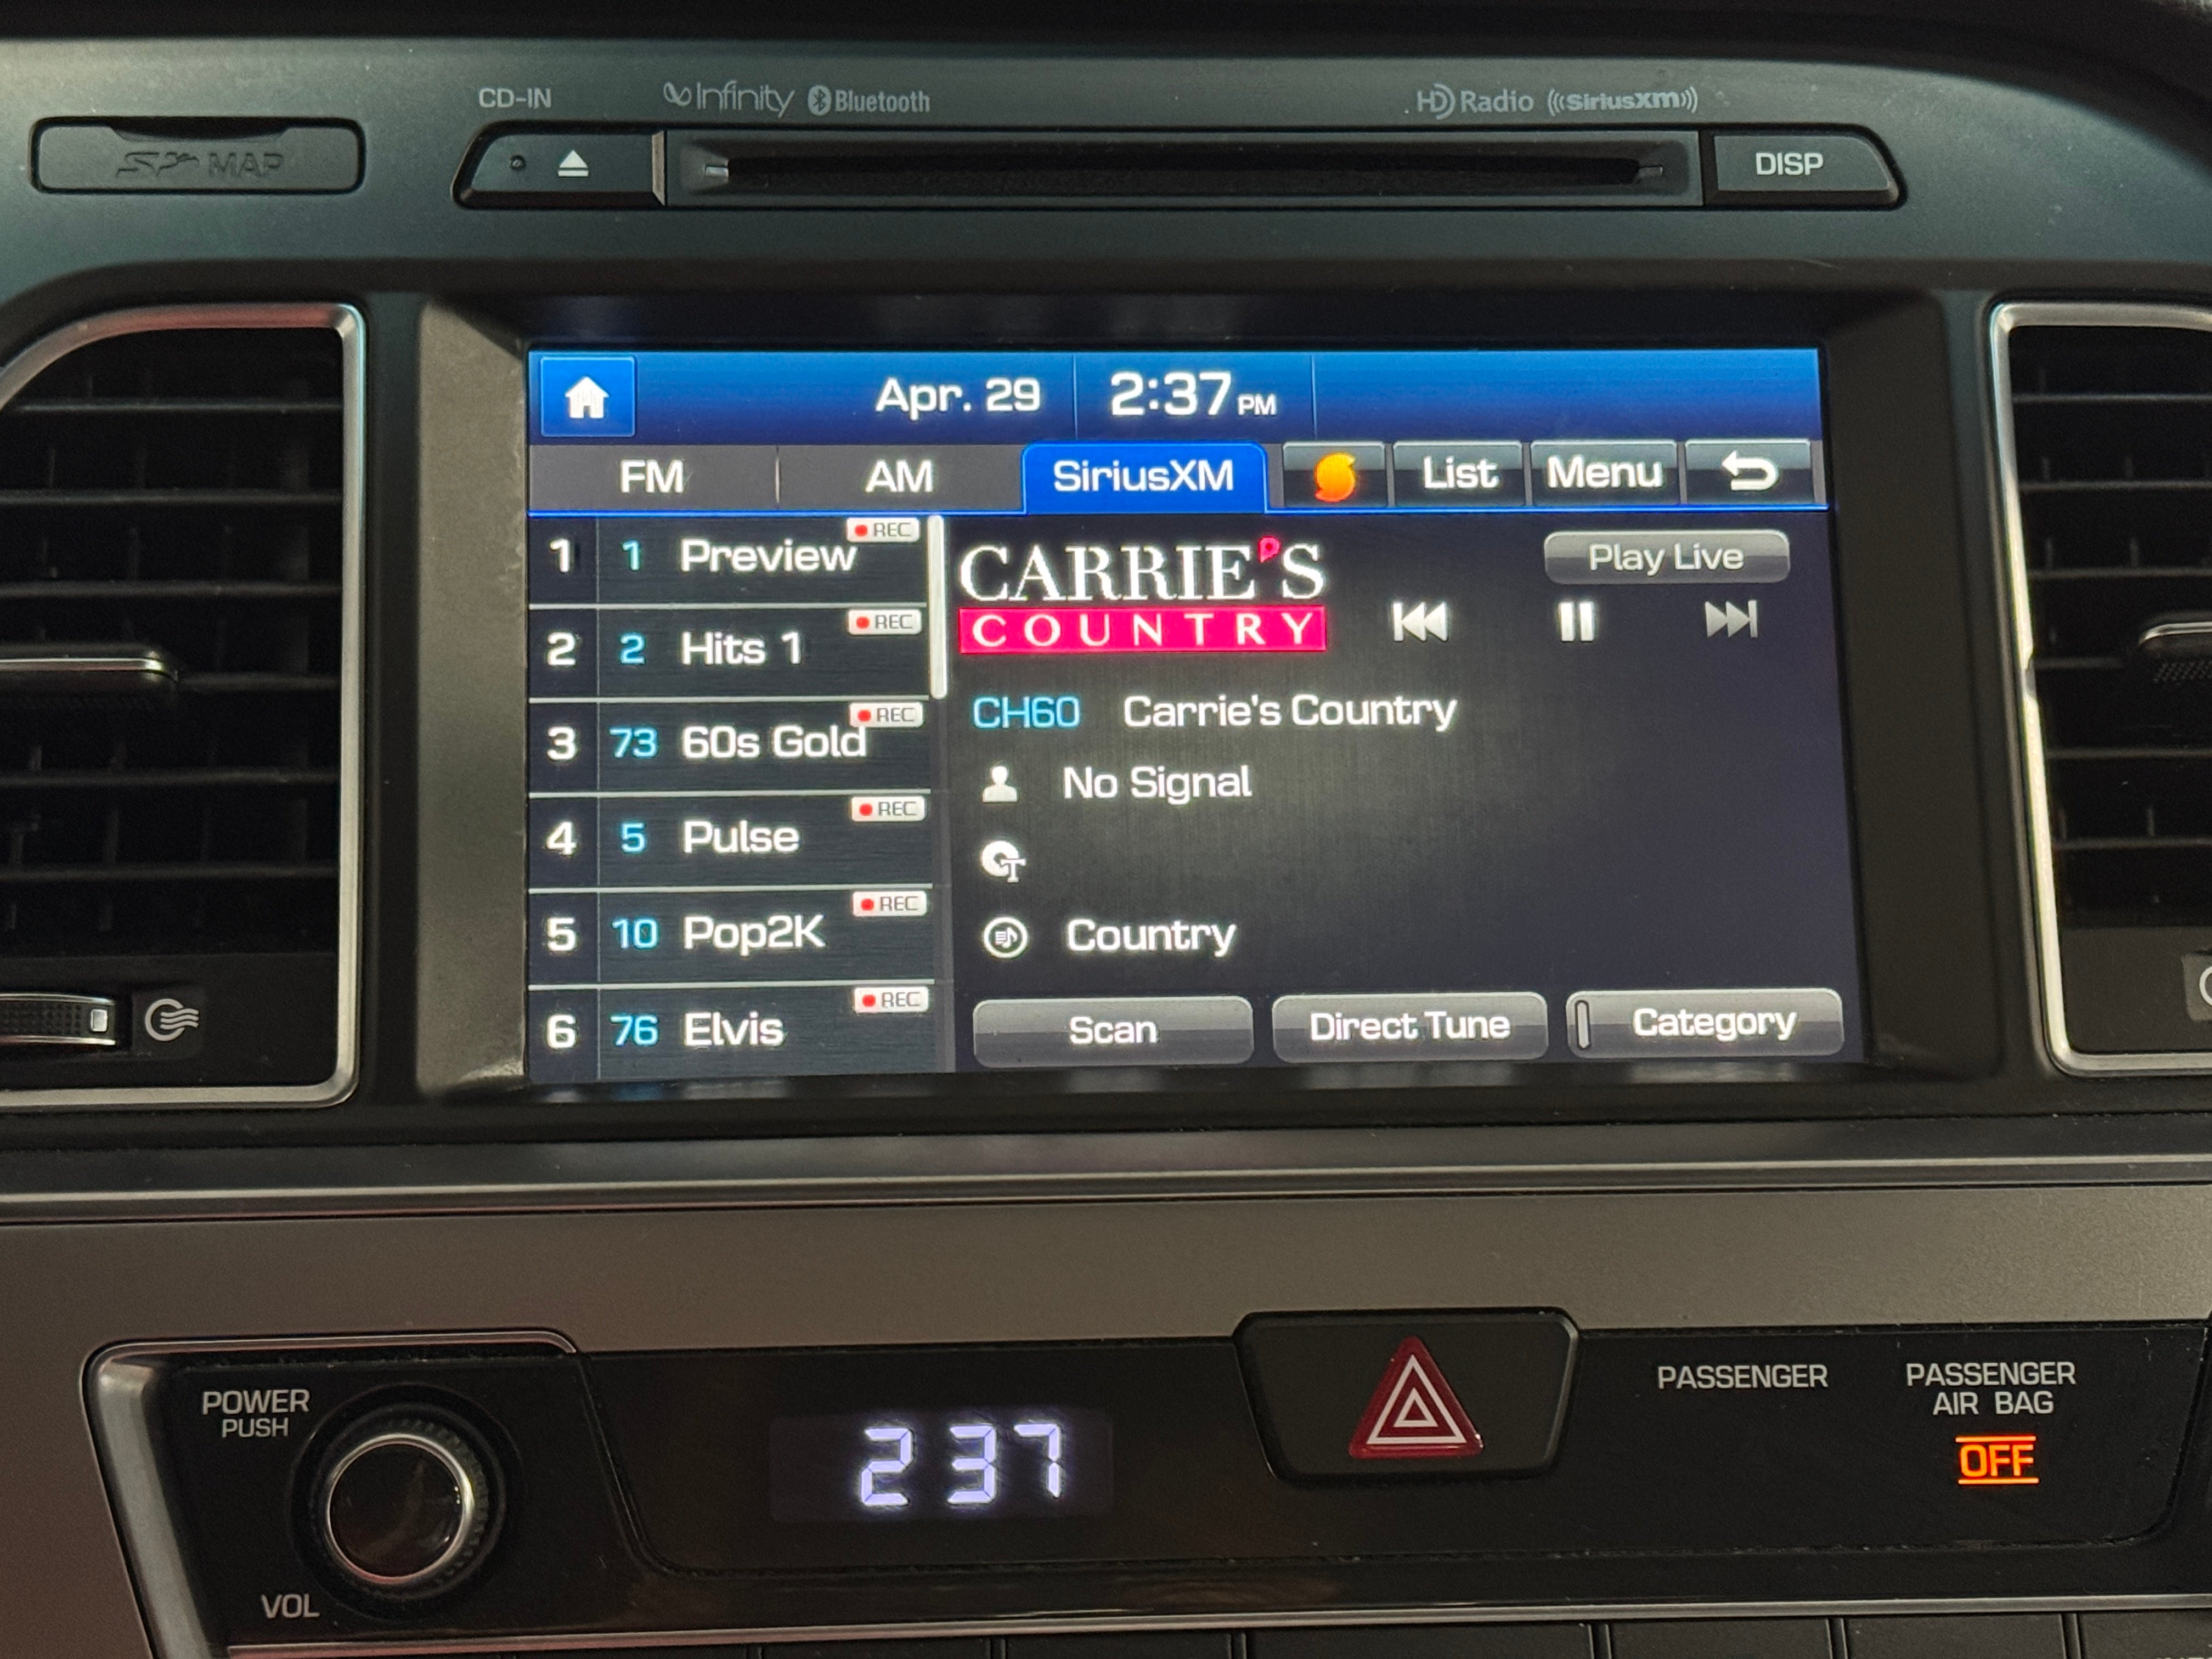 CD-IN
Infinity Bluetooth
HD Radio ((SiriusXM))
MAP
DISP
Apr. 29 2:37 PM
FM AM SiriusXM List Menu
1 1 Preview REC
2 2 Hits 1 REC
3 73 60s Gold REC
4 5 Pulse REC
5 10 Pop2K REC
6 76 Elvis REC
CARRIE'S
COUNTRY
Play Live
CH60 Carrie's Country
No Signal
Country
Scan Direct Tune Category
POWER
PUSH
VOL
2 37
PASSENGER
PASSENGER
AIR BAG
OFF